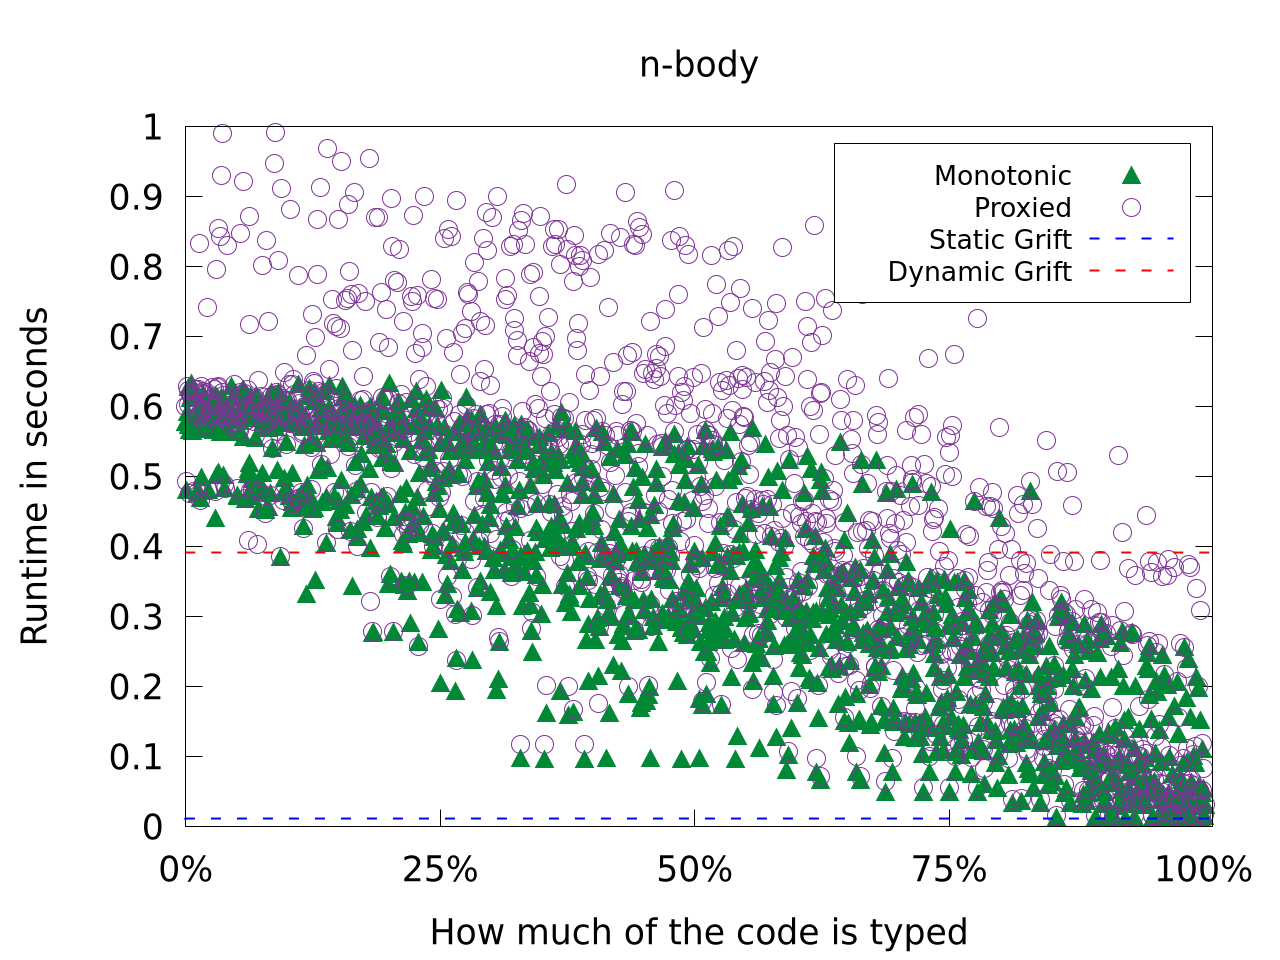 n-body
Runtime in seconds
1
0.9
0.8
0.7
0.6
0.5
0.4
0.3
0.2
0.1
0
Monotonic
Proxied
Static Grift
Dynamic Grift
0% 25% 50% 75% 100%
How much of the code is typed